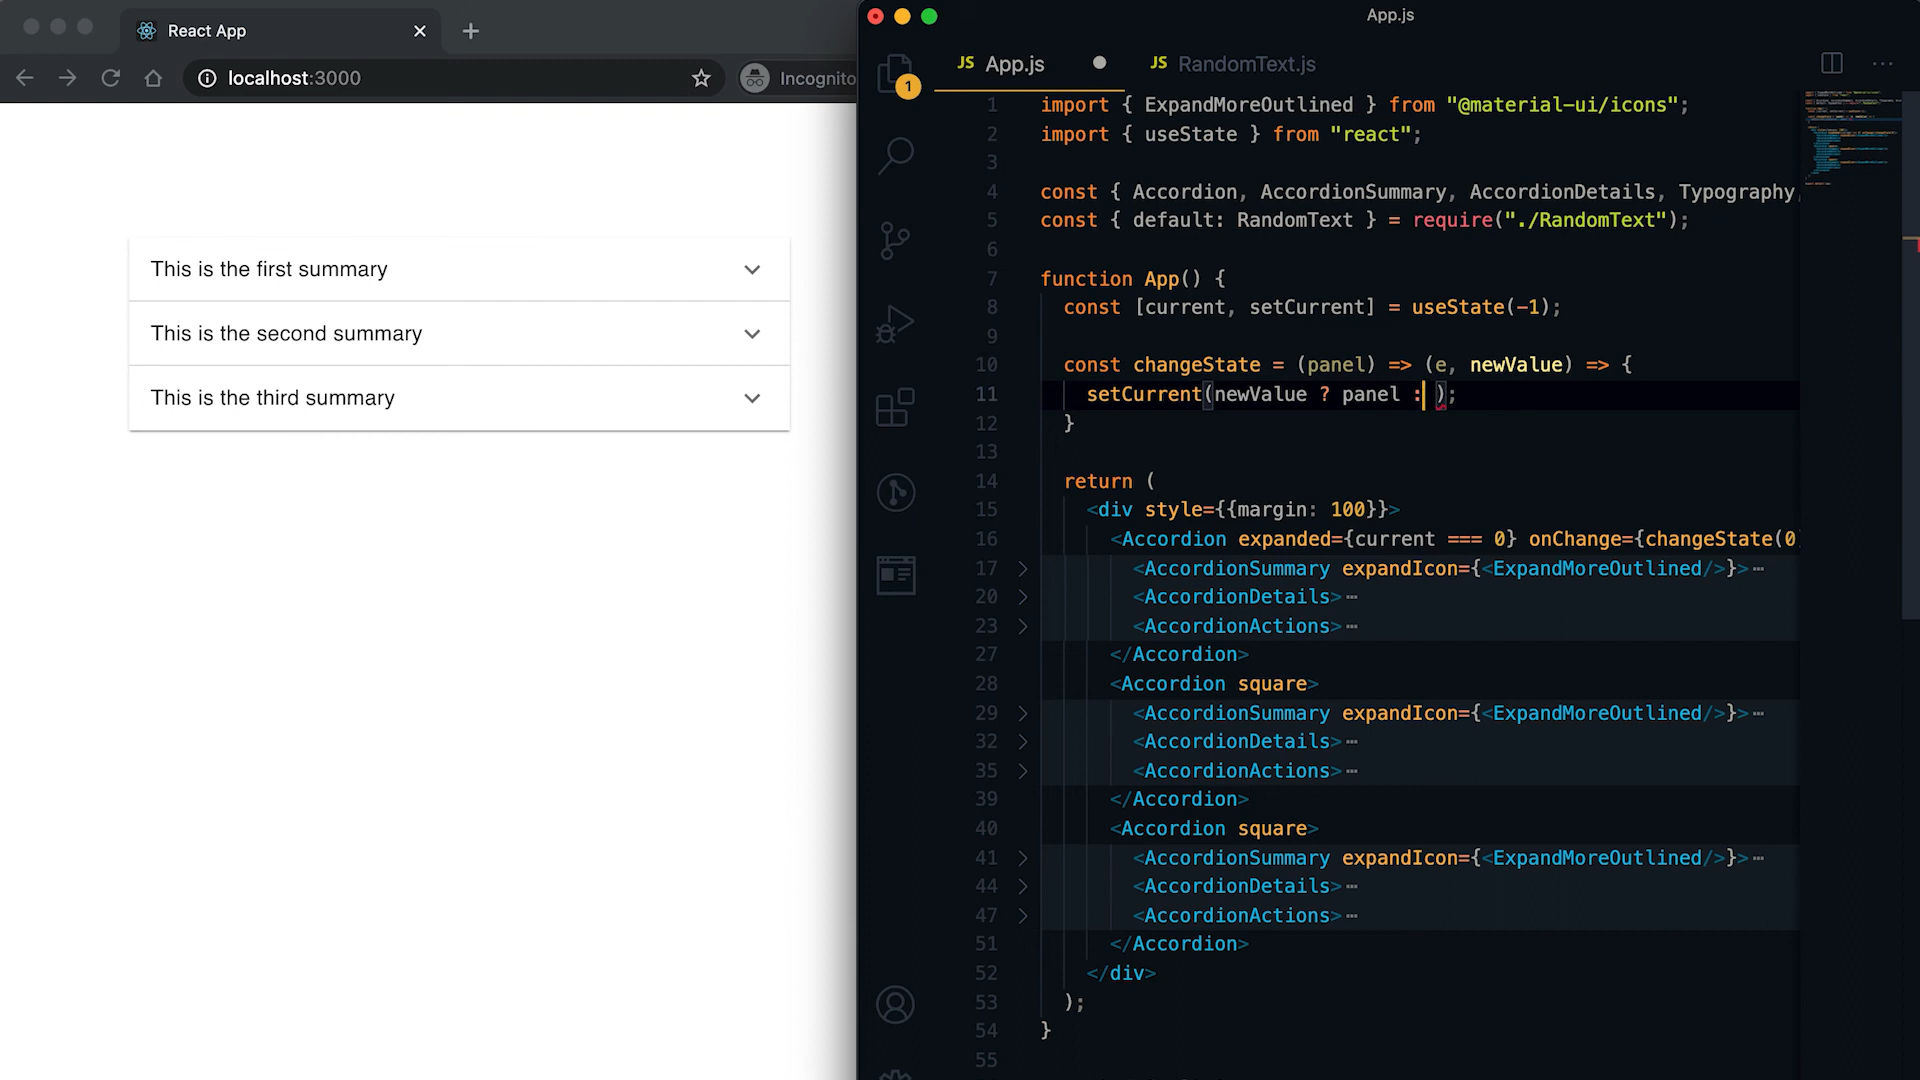 React App
localhost:3000
Incognito
This is the first summary
This is the second summary
This is the third summary
App.js
1
JS App.js
JS RandomText.js
1 import { ExpandMoreOutlined } from "@material-ui/icons";
2 import { useState } from "react";
3
4 const { Accordion, AccordionSummary, AccordionDetails, Typography,
5 const { default: RandomText } = require("./RandomText");
6
7 function App() {
8 const [current, setCurrent] = useState(-1);
9
10 const changeState = (panel) => (e, newValue) => {
11 setCurrent(newValue ? panel : );
12 }
13
14 return (
15 <div style={{margin: 100}}>
16 <Accordion expanded={current === 0} onChange={changeState(0
17 <AccordionSummary expandIcon={<ExpandMoreOutlined/>}>
20 <AccordionDetails>
23 <AccordionActions>
27 </Accordion>
28 <Accordion square>
29 <AccordionSummary expandIcon={<ExpandMoreOutlined/>}>
32 <AccordionDetails>
35 <AccordionActions>
39 </Accordion>
40 <Accordion square>
41 <AccordionSummary expandIcon={<ExpandMoreOutlined/>}>
44 <AccordionDetails>
47 <AccordionActions>
51 </Accordion>
52 </div>
53 );
54 }
55